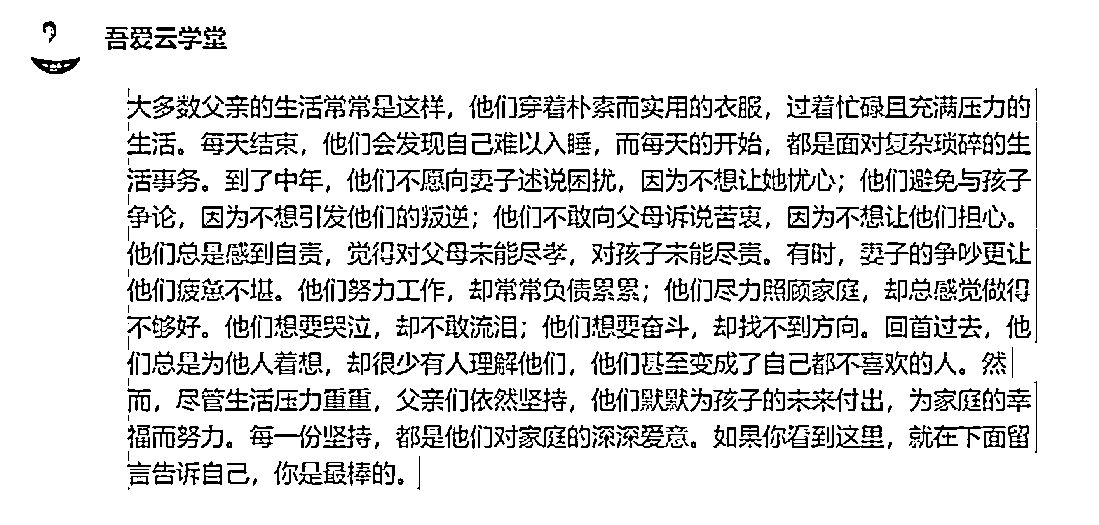 吾爱云学堂
大多数父亲的生活常常是这样，他们穿着朴素而实用的衣服，过着忙碌且充满压力的
生活。每天结束，他们会发现自己难以入睡，而每天的开始，都是面对复杂琐碎的生
活事务。到了中年，他们不愿向妻子述说困扰，因为不想让她忧心；他们避免与孩子
争论，因为不想引发他们的叛逆；他们不敢向父母诉说苦衷，因为不想让他们担心。
他们总是感到自责，觉得对父母未能尽孝，对孩子未能尽责。有时，妻子的争吵更让
他们疲惫不堪。他们努力工作，却常常负债累累；他们尽力照顾家庭，却总感觉做得
不够好。他们想要哭泣，却不敢流泪；他们想要奋斗，却找不到方向。回首过去，他
们总是为他人着想，却很少有人理解他们，他们甚至变成了自己都不喜欢的人。然
而，尽管生活压力重重，父亲们依然坚持，他们默默为孩子的未来付出，为家庭的幸
福而努力。每一份坚持，都是他们对家庭的深深爱意。如果你看到这里，就在下面留
言告诉自己，你是最棒的。